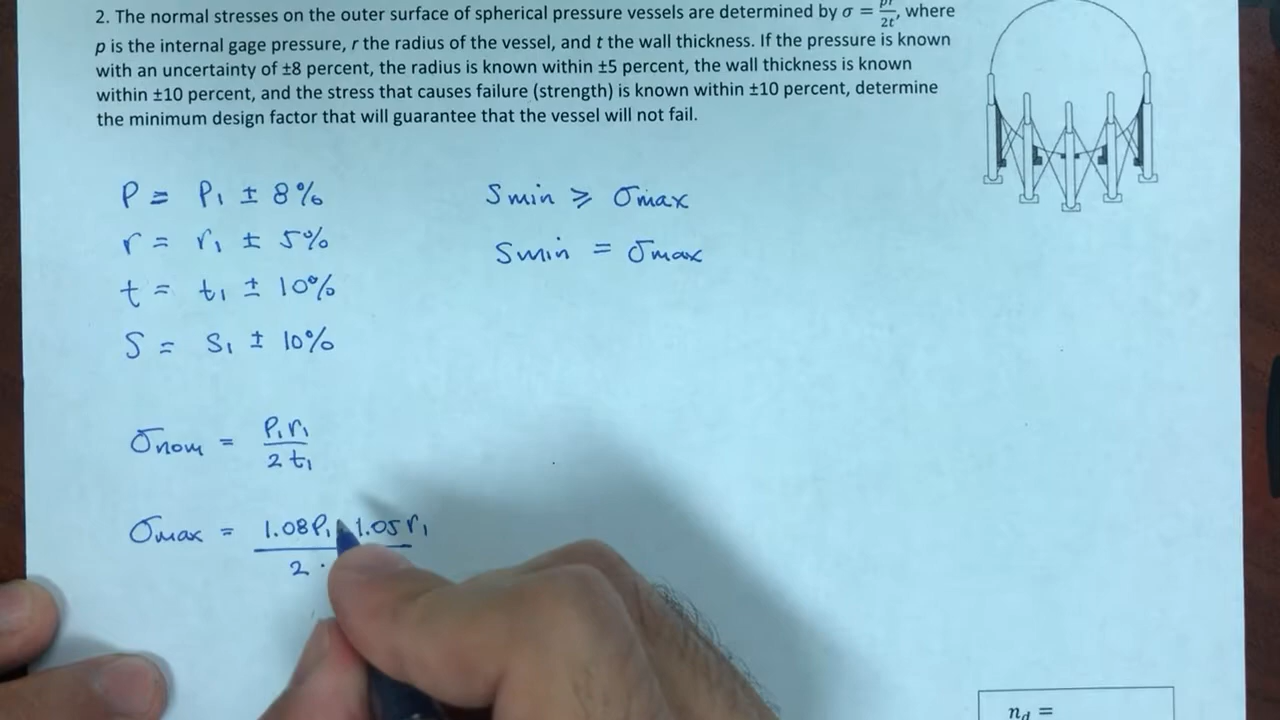 2. The normal stresses on the outer surface of spherical pressure vessels are determined by σ = pr/2t, where
p is the internal gage pressure, r the radius of the vessel, and t the wall thickness. If the pressure is known
with an uncertainty of ±8 percent, the radius is known within ±5 percent, the wall thickness is known
within ±10 percent, and the stress that causes failure (strength) is known within ±10 percent, determine
the minimum design factor that will guarantee that the vessel will not fail.
P = P₁ ± 8%
r = r₁ ± 5%
t = t₁ ± 10%
S = S₁ ± 10%
Smin ⩾ σmax
Smin = σmax
σnom = P₁r₁ / 2t₁
σmax = 1.08P₁ · 1.05r₁ / 2 ·
n_d =